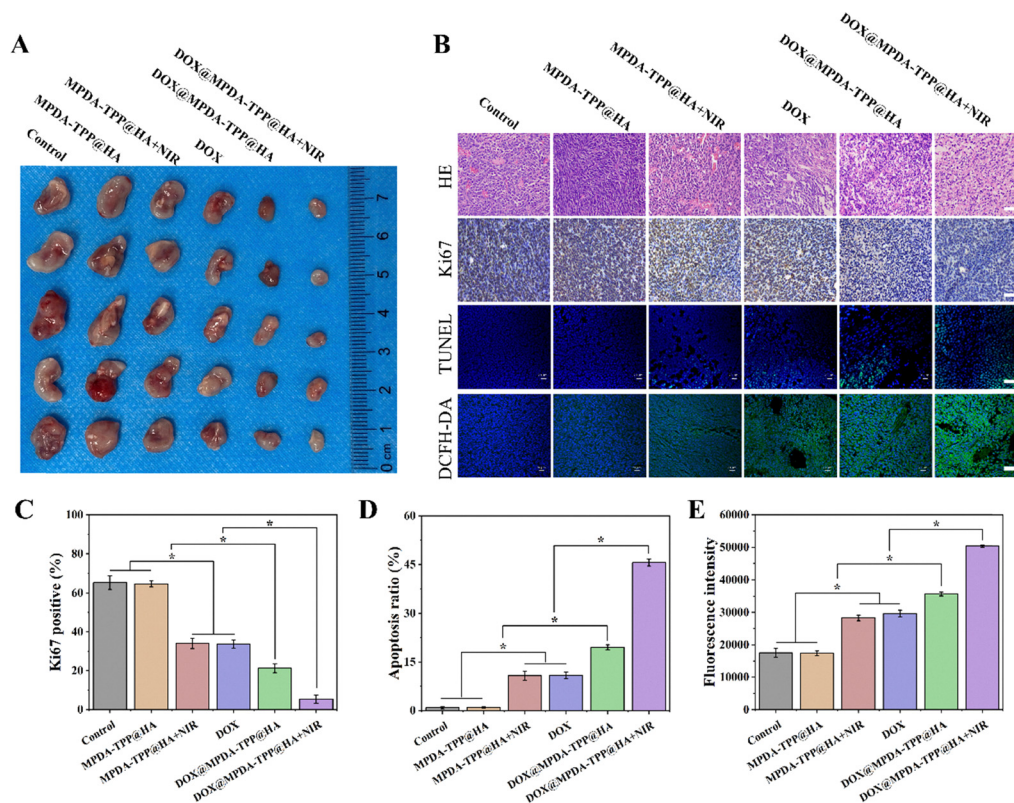 A
Control
MPDA-TPP@HA
MPDA-TPP@HA+NIR
DOX
DOX@MPDA-TPP@HA
DOX@MPDA-TPP@HA+NIR
7
6
5
4
3
2
1
0 cm
B
Control
MPDA-TPP@HA
MPDA-TPP@HA+NIR
DOX
DOX@MPDA-TPP@HA
DOX@MPDA-TPP@HA+NIR
HE
Ki67
TUNEL
DCFH-DA
C
Ki67 positive (%)
100
80
60
40
20
0
*
*
*
Control
MPDA-TPP@HA
MPDA-TPP@HA+NIR
DOX
DOX@MPDA-TPP@HA
DOX@MPDA-TPP@HA+NIR
D
Apoptosis ratio (%)
60
45
30
15
0
*
*
*
Control
MPDA-TPP@HA
MPDA-TPP@HA+NIR
DOX
DOX@MPDA-TPP@HA
DOX@MPDA-TPP@HA+NIR
E
Fluorescence intensity
60000
50000
40000
30000
20000
10000
0
*
*
*
Control
MPDA-TPP@HA
MPDA-TPP@HA+NIR
DOX
DOX@MPDA-TPP@HA
DOX@MPDA-TPP@HA+NIR